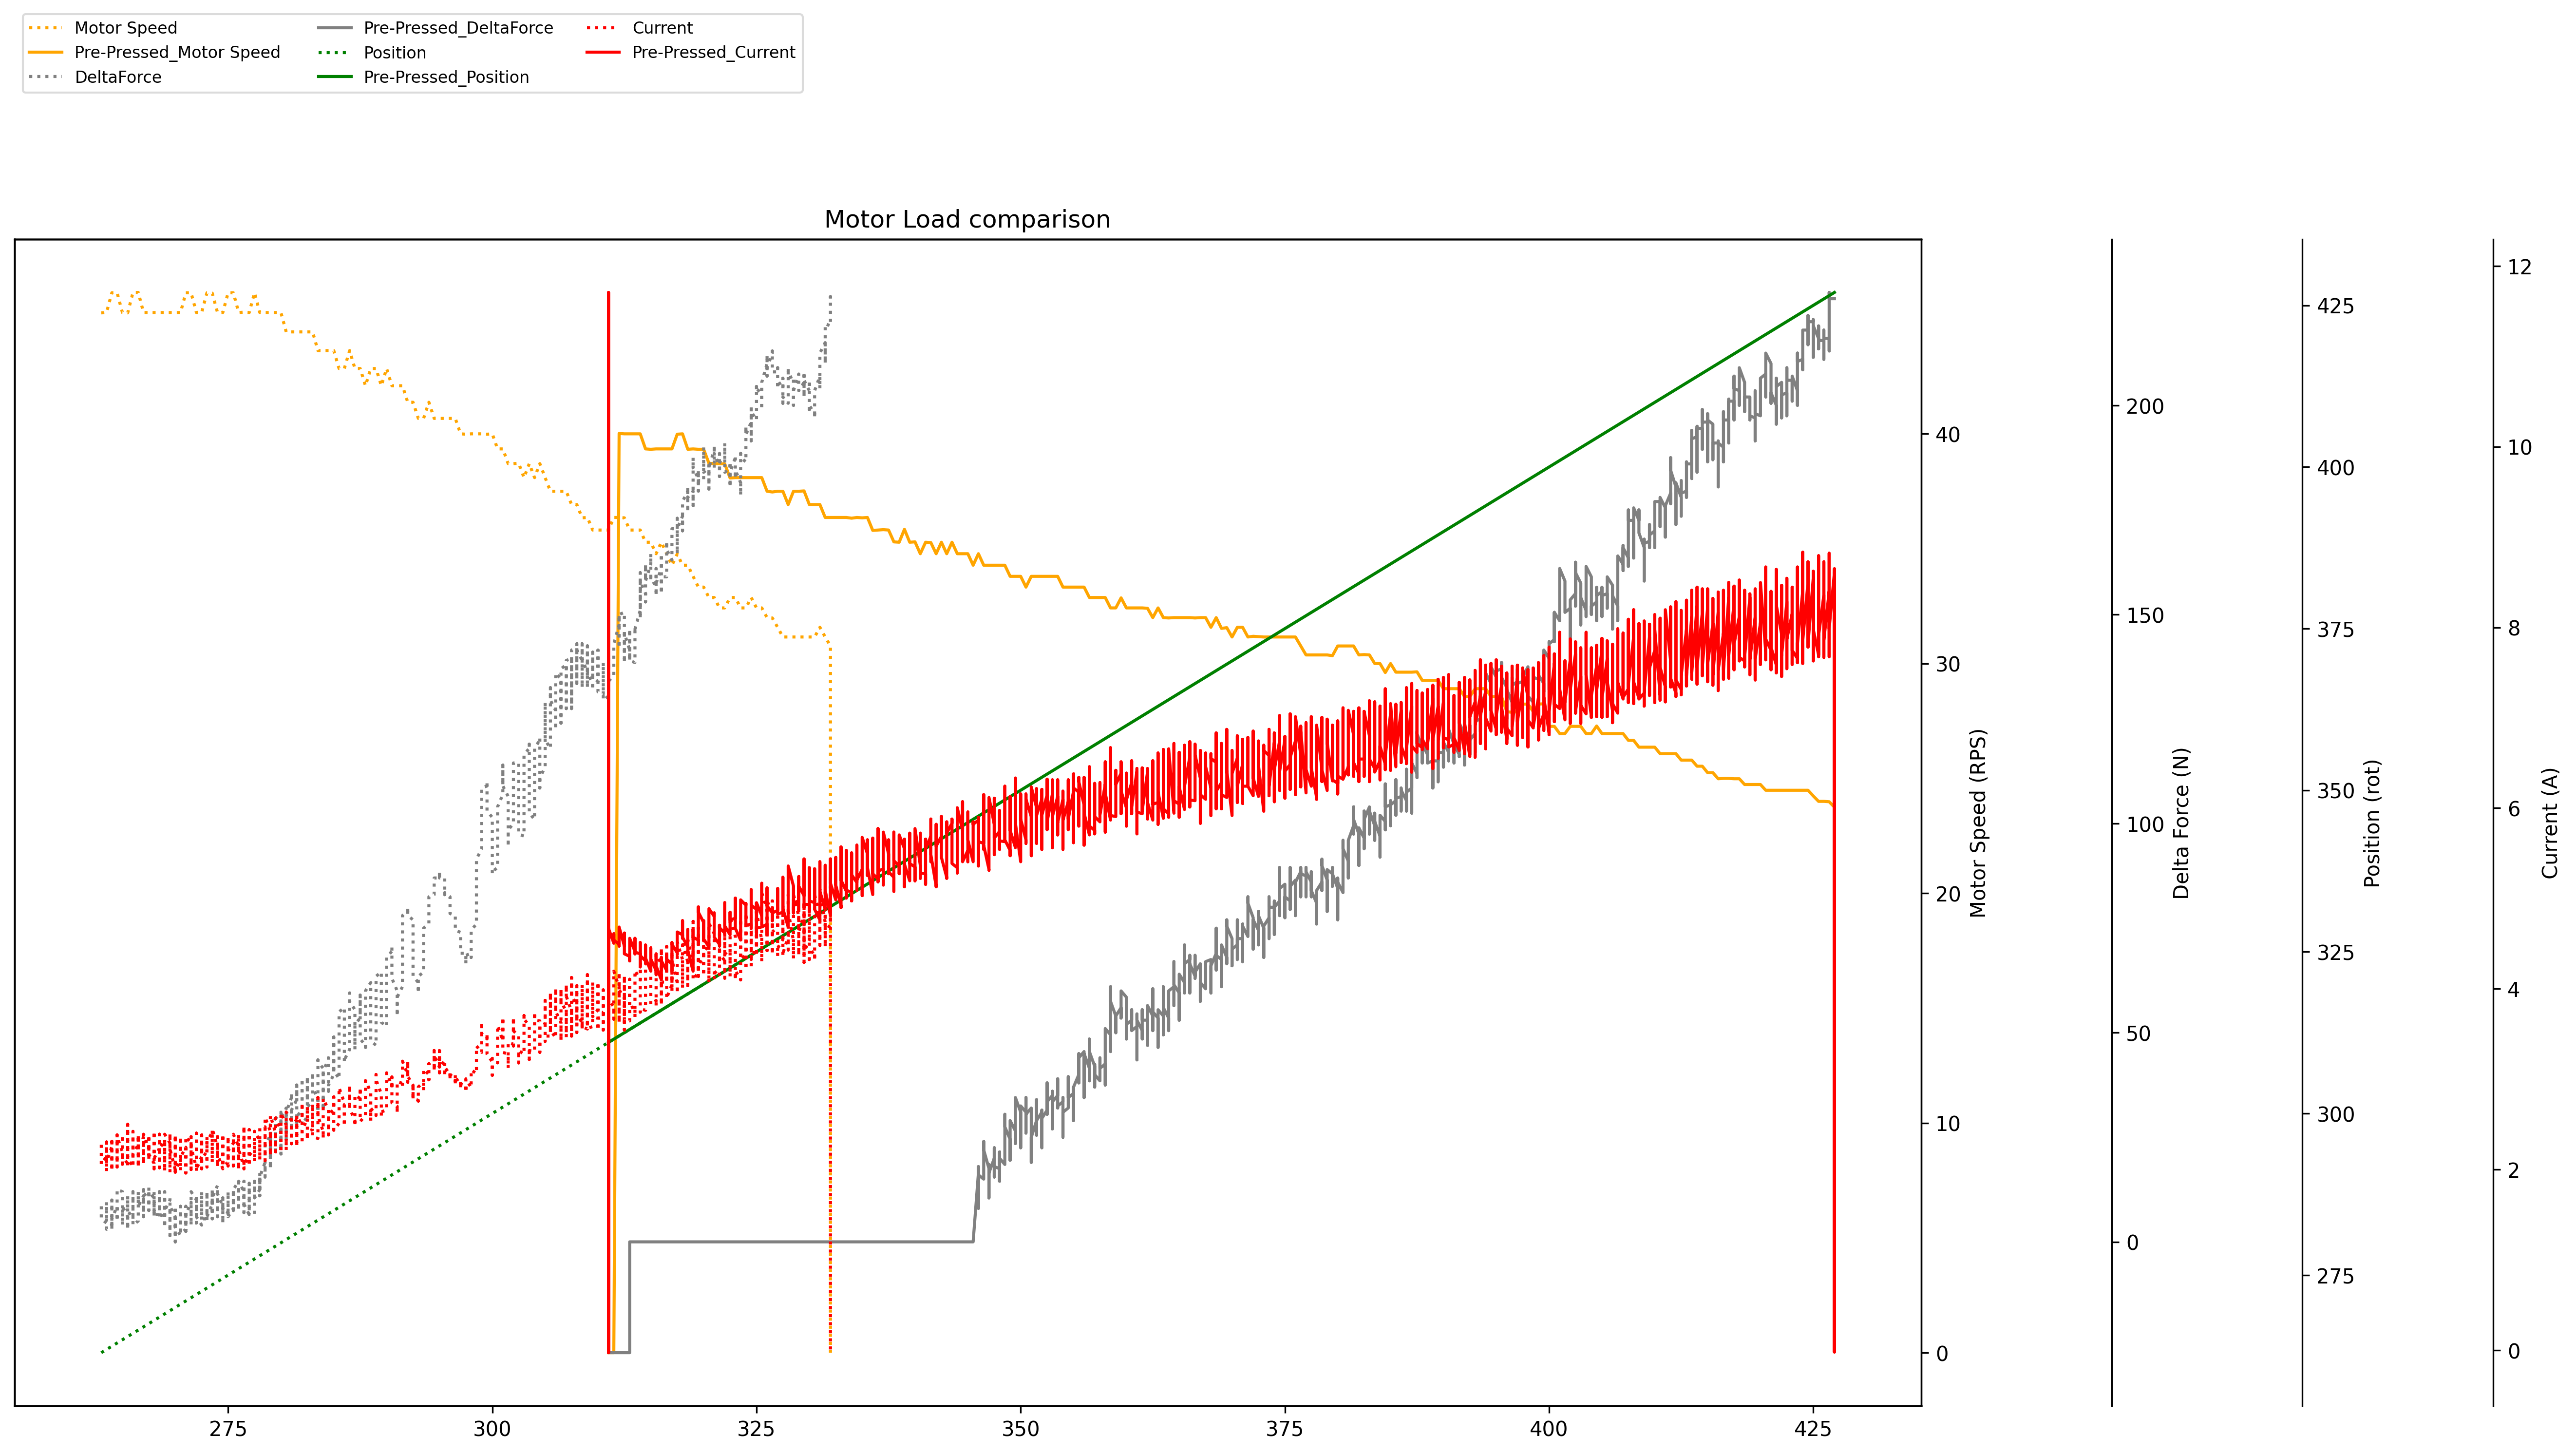 Motor Speed
Pre-Pressed_Motor Speed
DeltaForce
Pre-Pressed_DeltaForce
Position
Pre-Pressed_Position
Current
Pre-Pressed_Current
Motor Load comparison
275
300
325
350
375
400
425
0
10
20
30
40
Motor Speed (RPS)
0
50
100
150
200
Delta Force (N)
275
300
325
350
375
400
425
Position (rot)
0
2
4
6
8
10
12
Current (A)